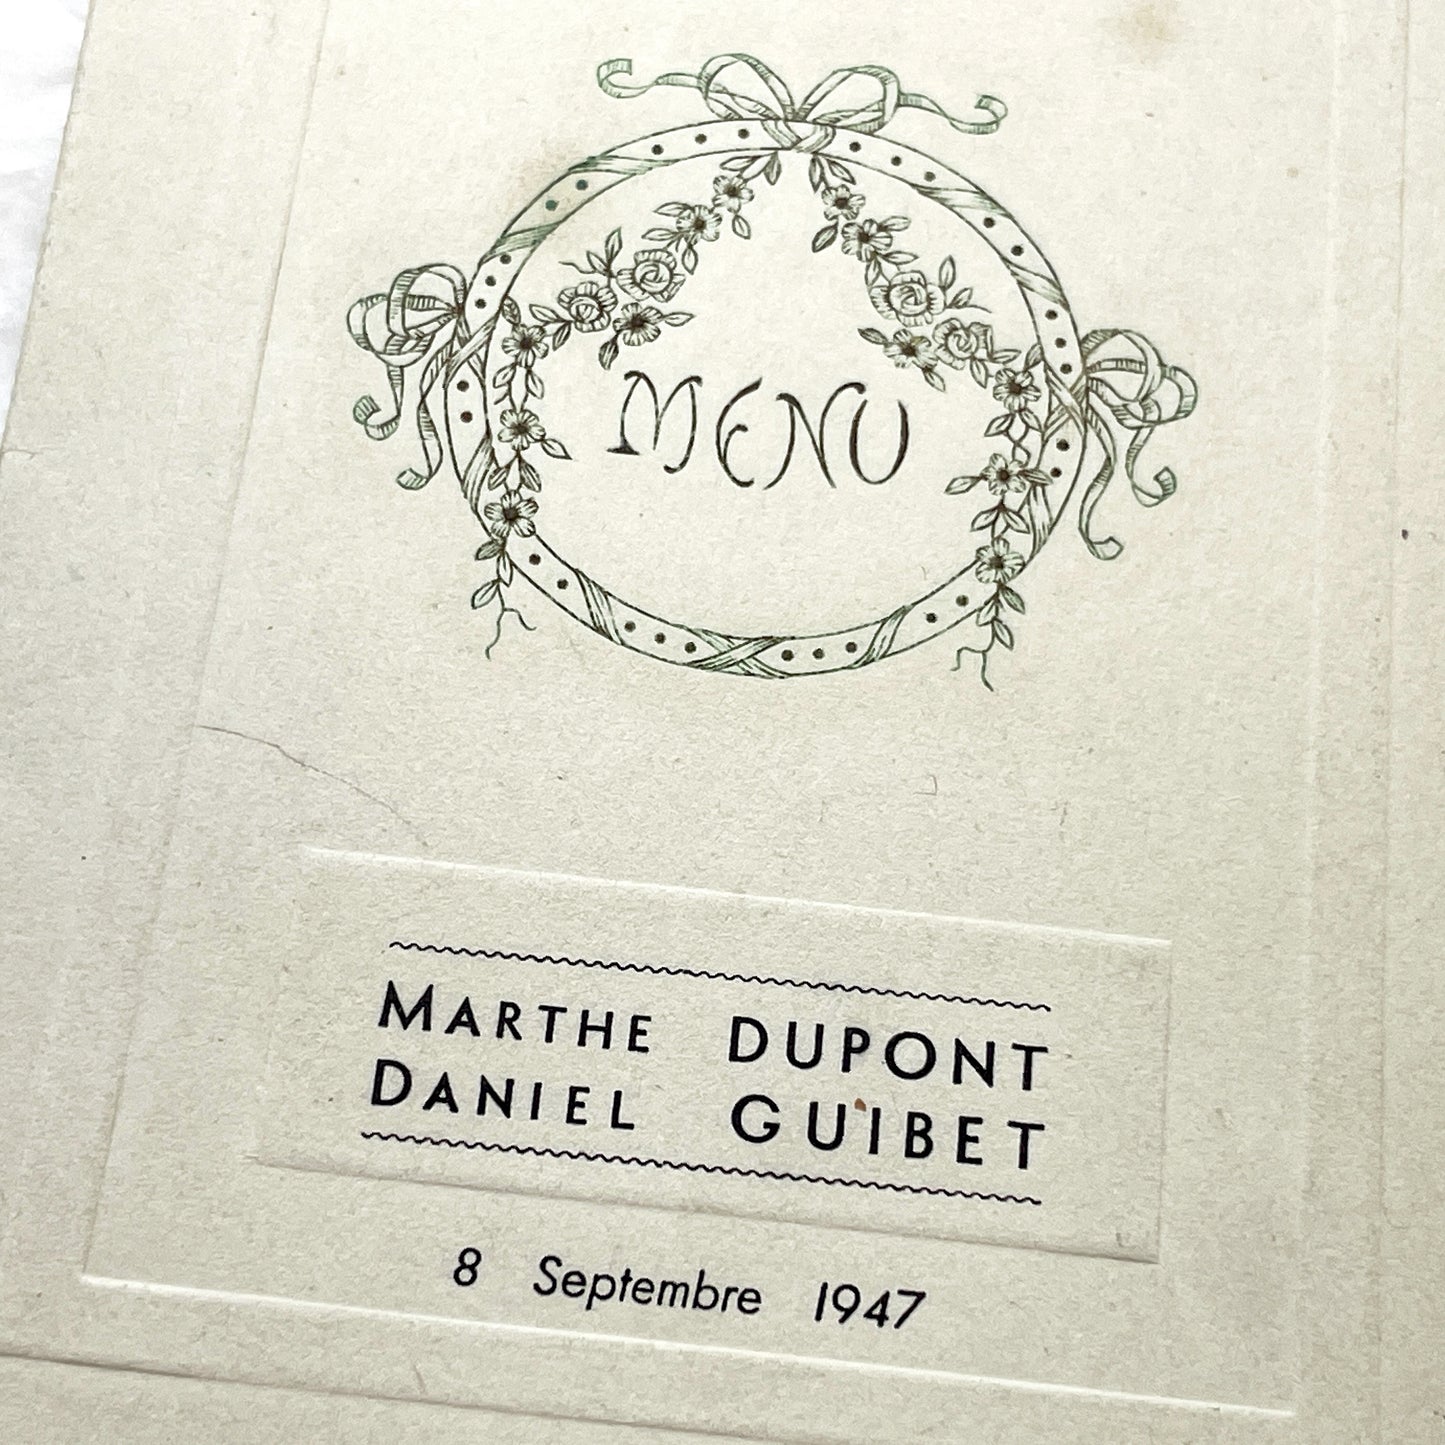 MENU
MARTHE DUPONT
DANIEL GUIBET
8 Septembre 1947